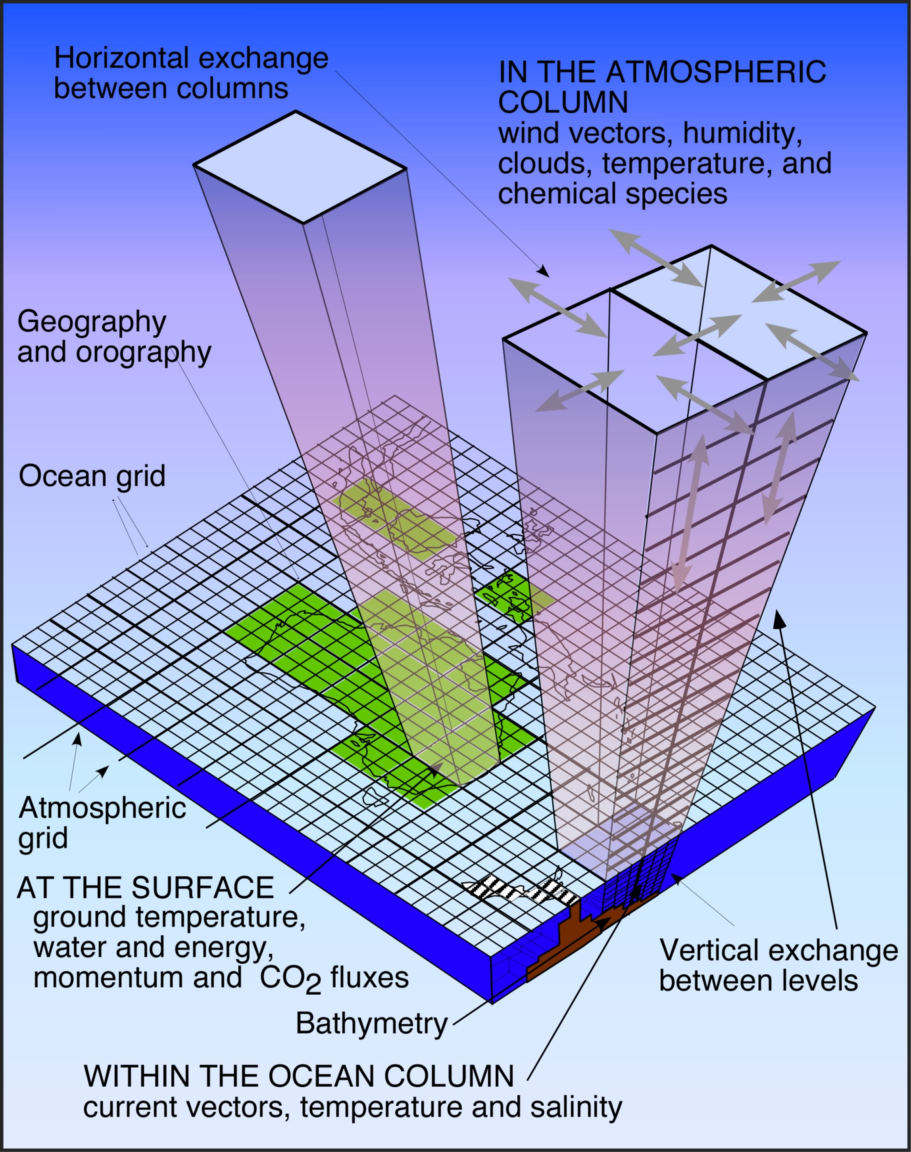 Horizontal exchange
between columns
IN THE ATMOSPHERIC
COLUMN
wind vectors, humidity,
clouds, temperature, and
chemical species
Geography
and orography
Ocean grid
Atmospheric
grid
AT THE SURFACE
ground temperature,
water and energy,
momentum and CO2 fluxes
Vertical exchange
between levels
Bathymetry
WITHIN THE OCEAN COLUMN
current vectors, temperature and salinity